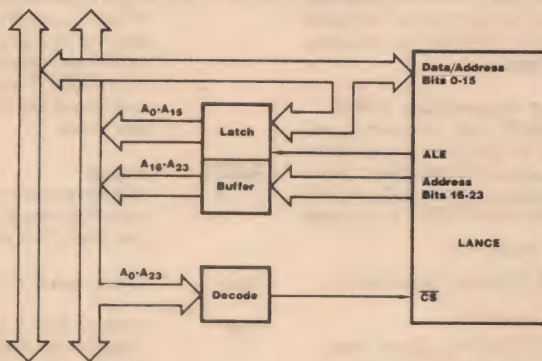 Data/Address
Bits 0-15
A₀-A₁₅
Latch
ALE
A₁₆-A₂₃
Buffer
Address
Bits 16-23
LANCE
A₀-A₂₃
Decode
C̅S̅